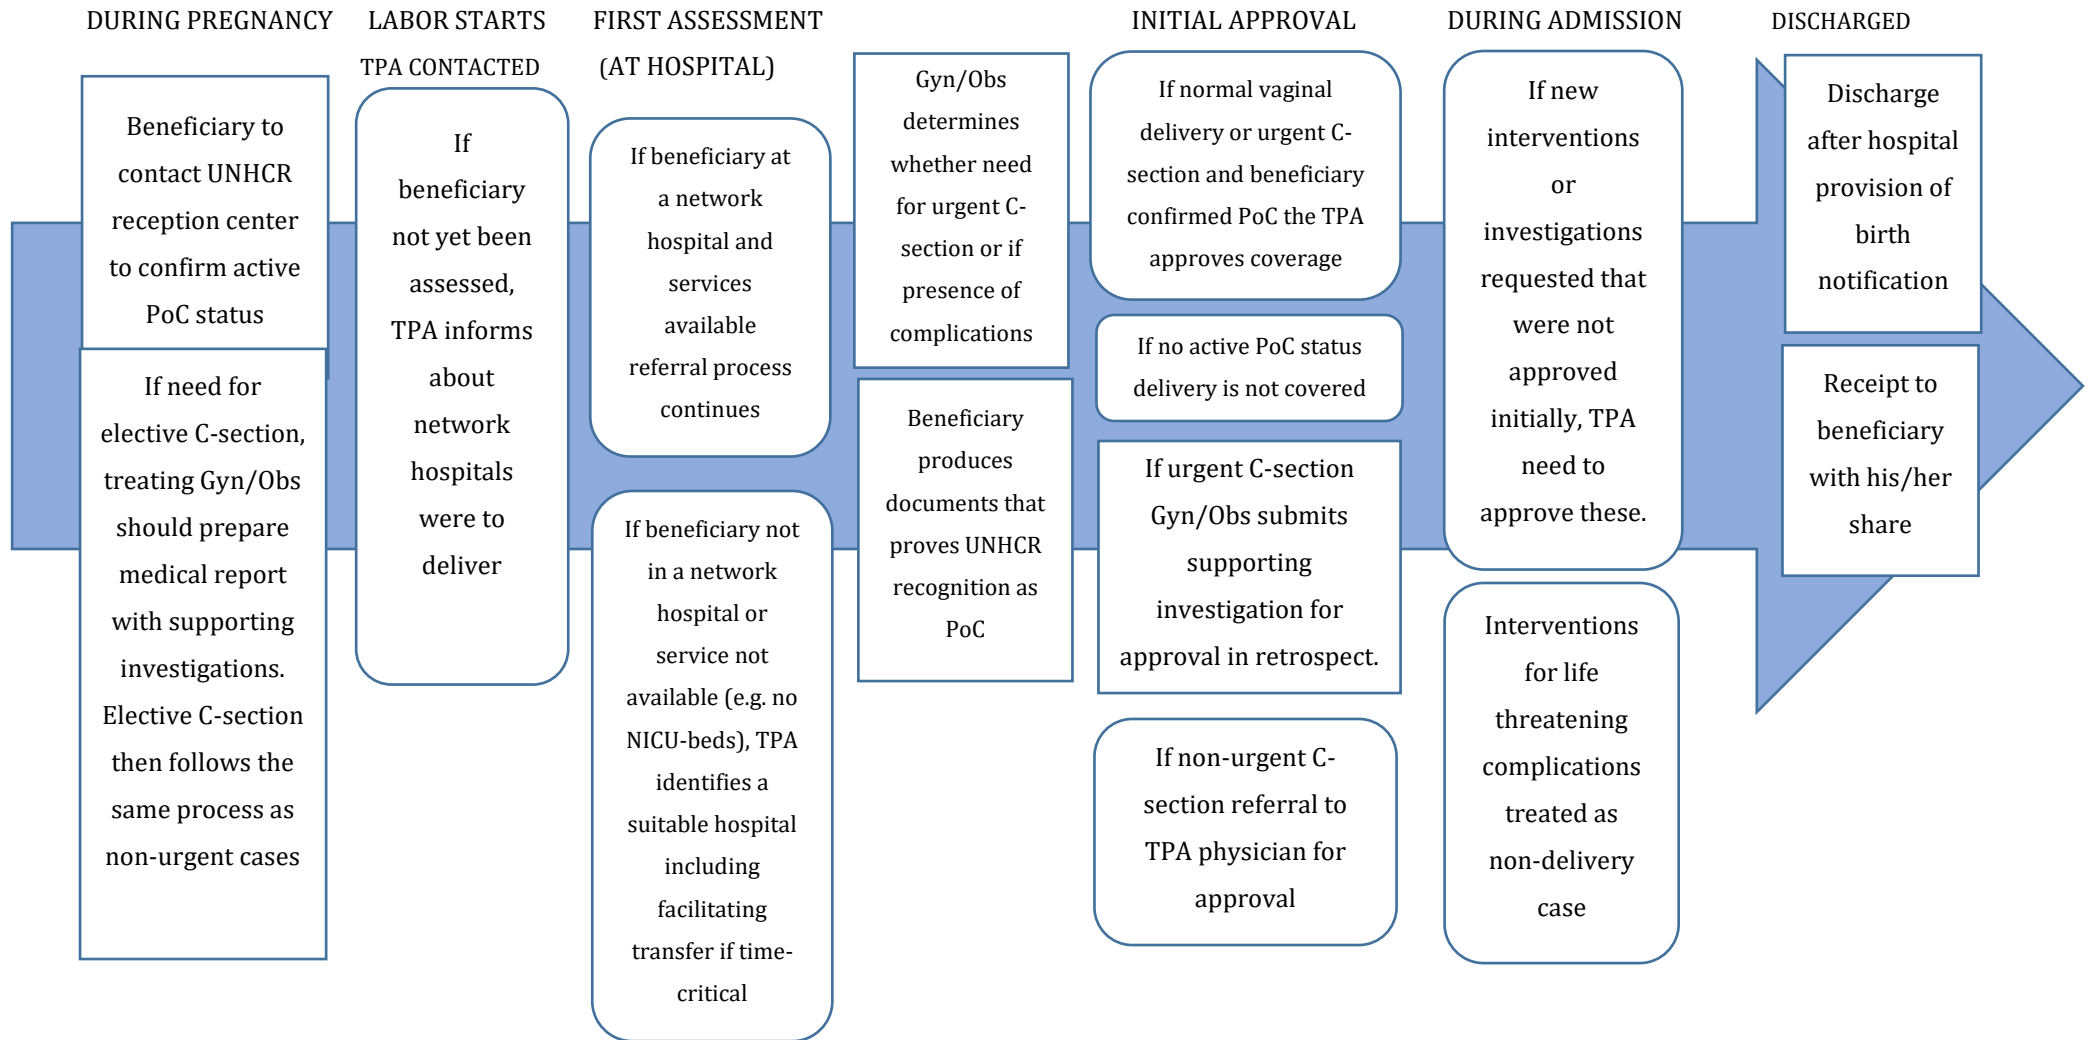 DURING PREGNANCY
Beneficiary to
contact UNHCR
reception center
to confirm active
PoC status
If need for
elective C-section,
treating Gyn/Obs
should prepare
medical report
with supporting
investigations.
Elective C-section
then follows the
same process as
non-urgent cases
LABOR STARTS
TPA CONTACTED
If
beneficiary
not yet been
assessed,
TPA informs
about
network
hospitals
were to
deliver
FIRST ASSESSMENT
(AT HOSPITAL)
If beneficiary at
a network
hospital and
services
available
referral process
continues
If beneficiary not
in a network
hospital or
service not
available (e.g. no
NICU-beds), TPA
identifies a
suitable hospital
including
facilitating
transfer if time-
critical
Gyn/Obs
determines
whether need
for urgent C-
section or if
presence of
complications
Beneficiary
produces
documents that
proves UNHCR
recognition as
PoC
INITIAL APPROVAL
If normal vaginal
delivery or urgent C-
section and beneficiary
confirmed PoC the TPA
approves coverage
If no active PoC status
delivery is not covered
If urgent C-section
Gyn/Obs submits
supporting
investigation for
approval in retrospect.
If non-urgent C-
section referral to
TPA physician for
approval
DURING ADMISSION
If new
interventions
or
investigations
requested that
were not
approved
initially, TPA
need to
approve these.
Interventions
for life
threatening
complications
treated as
non-delivery
case
DISCHARGED
Discharge
after hospital
provision of
birth
notification
Receipt to
beneficiary
with his/her
share